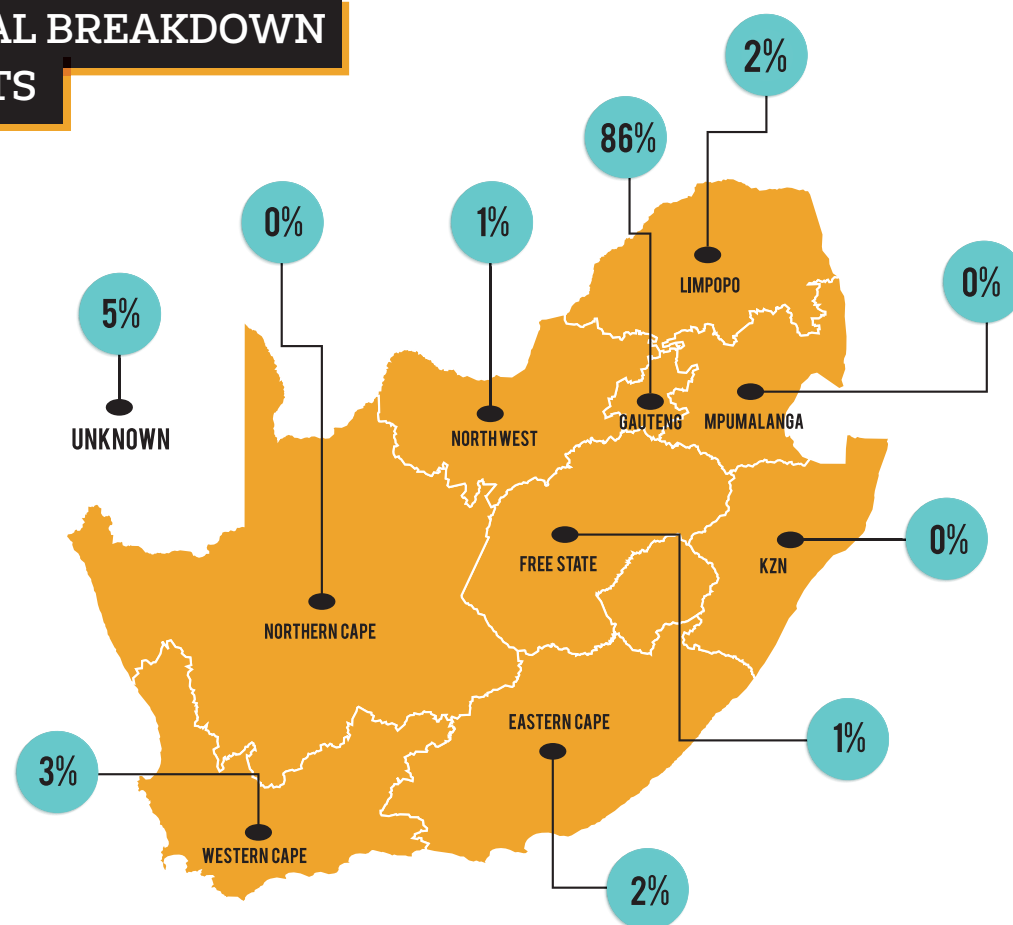 AL BREAKDOWN
TS
2%
86%
0%
1%
LIMPOPO
0%
5%
UNKNOWN
NORTH WEST
GAUTENG
MPUMALANGA
0%
FREE STATE
KZN
NORTHERN CAPE
EASTERN CAPE
1%
3%
WESTERN CAPE
2%